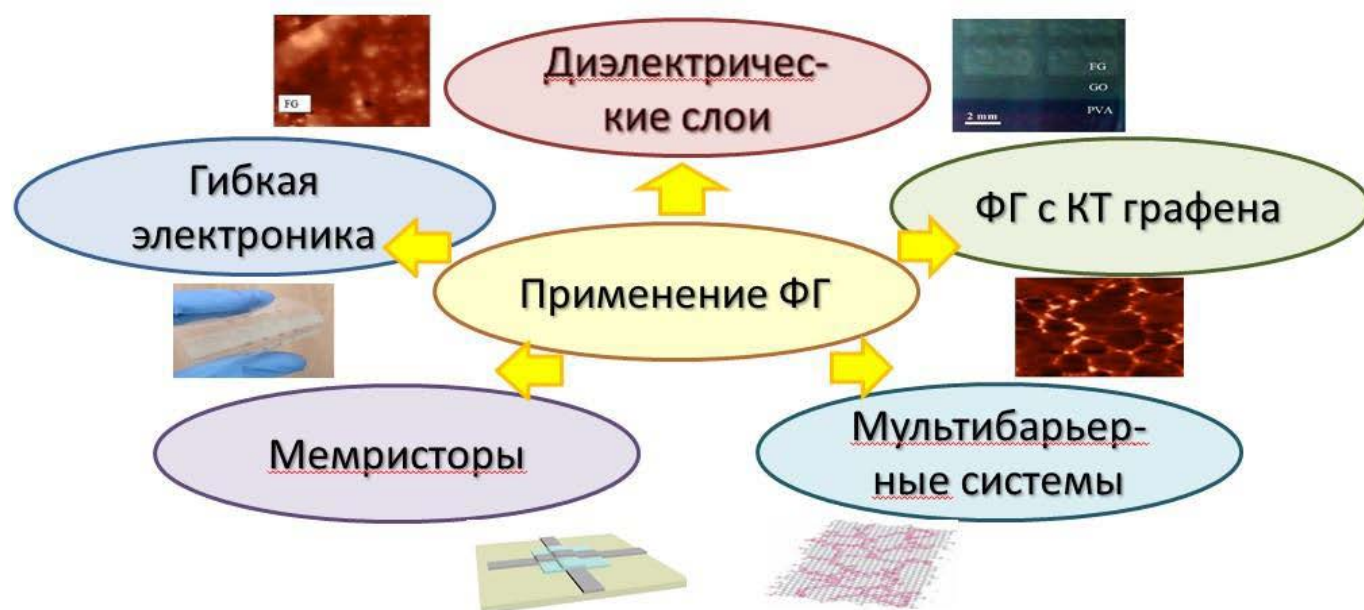 FG
Диэлектричес-
кие слои
FG
GO
PVA
2 mm
Гибкая
электроника
ФГ с КТ графена
Применение ФГ
Мемристоры
Мультибарьер-
ные системы